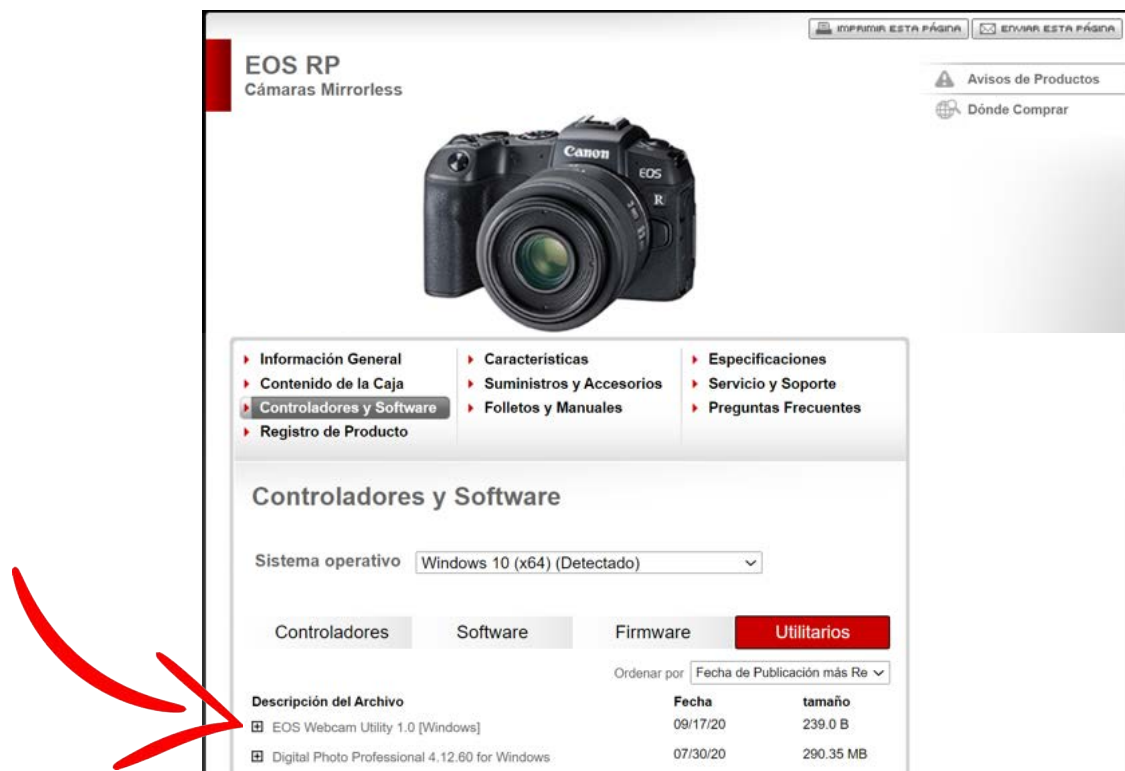 IMPRIMIR ESTA PÁGINA ENVIAR ESTA PÁGINA
EOS RP
Cámaras Mirrorless
Avisos de Productos
Dónde Comprar
Canon
EOS
R
Información General Caracteristicas Especificaciones
Contenido de la Caja Suministros y Accesorios Servicio y Soporte
Controladores y Software Folletos y Manuales Preguntas Frecuentes
Registro de Producto
Controladores y Software
Sistema operativo Windows 10 (x64) (Detectado)
Controladores Software Firmware Utilitarios
Ordenar por Fecha de Publicación más Re
Descripción del Archivo Fecha tamaño
EOS Webcam Utility 1.0 [Windows] 09/17/20 239.0 B
Digital Photo Professional 4.12.60 for Windows 07/30/20 290.35 MB